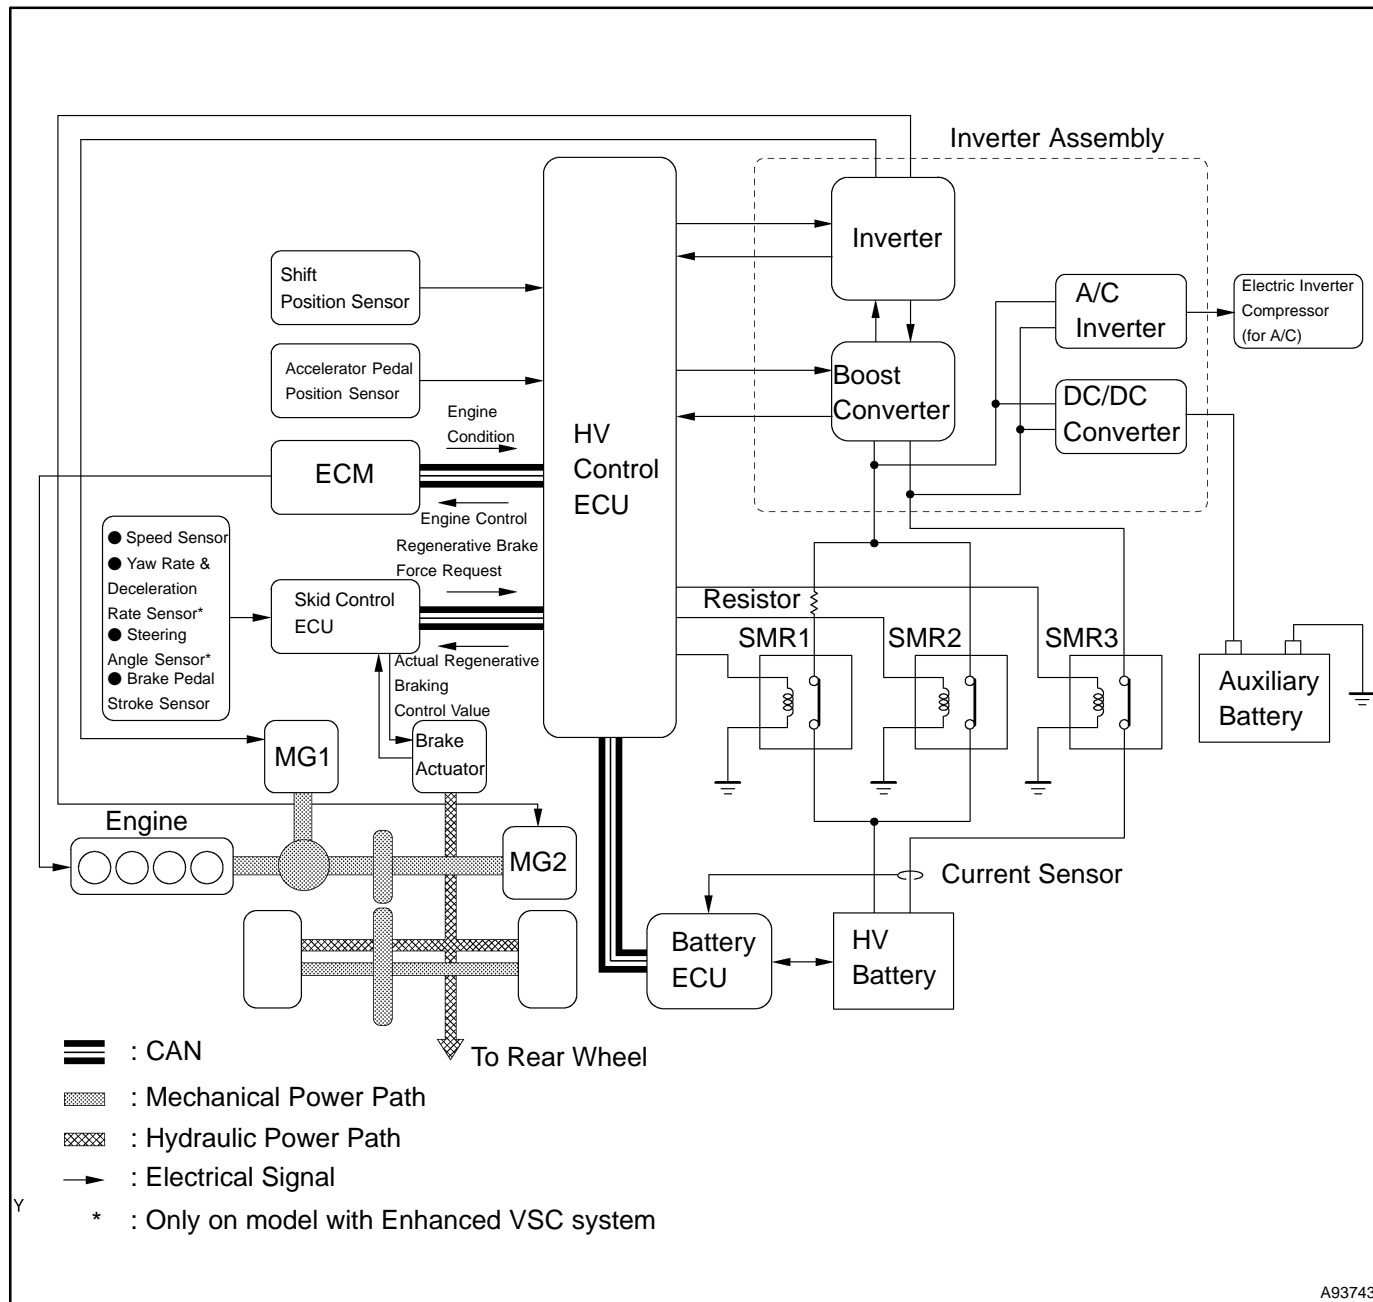 Inverter Assembly
Inverter
Shift
Position Sensor
A/C
Inverter
Electric Inverter
Compressor
(for A/C)
Accelerator Pedal
Position Sensor
Boost
Converter
DC/DC
Converter
Engine
Condition
HV
Control
ECU
ECM
Engine Control
Regenerative Brake
Force Request
● Speed Sensor
● Yaw Rate &
Deceleration
Rate Sensor*
● Steering
Angle Sensor*
● Brake Pedal
Stroke Sensor
Skid Control
ECU
Resistor
SMR1
SMR2
SMR3
Actual Regenerative
Braking
Control Value
Auxiliary
Battery
MG1
Brake
Actuator
Engine
MG2
Current Sensor
Battery
ECU
HV
Battery
To Rear Wheel
: CAN
: Mechanical Power Path
: Hydraulic Power Path
: Electrical Signal
Y
* : Only on model with Enhanced VSC system
A93743